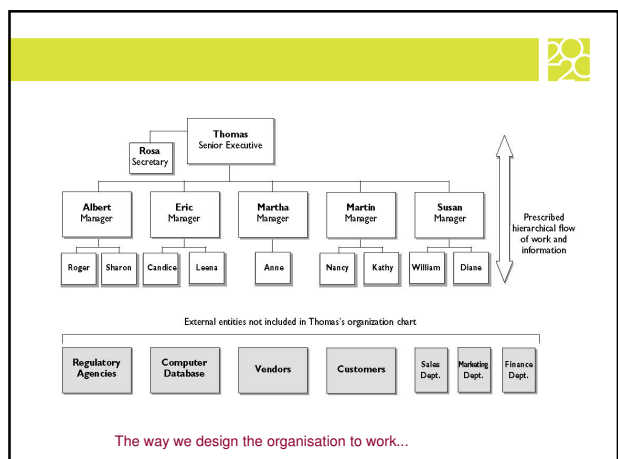 2020
Thomas
Senior Executive
Rosa
Secretary
Albert
Manager
Eric
Manager
Martha
Manager
Martin
Manager
Susan
Manager
Prescribed
hierarchical flow
of work and
information
Roger
Sharon
Candice
Leena
Anne
Nancy
Kathy
William
Diane
External entities not included in Thomas's organization chart
Regulatory
Agencies
Computer
Database
Vendors
Customers
Sales
Dept.
Marketing
Dept.
Finance
Dept.
The way we design the organisation to work...